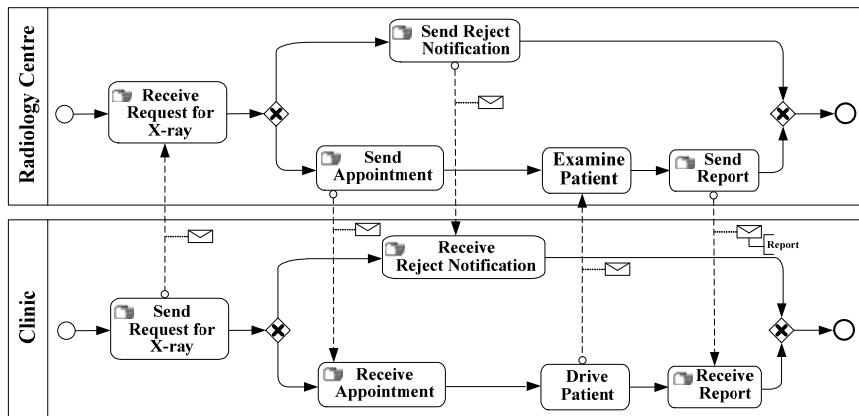 Radiology Centre
Receive
Request for
X-ray
Send Reject
Notification
Send
Appointment
Examine
Patient
Send
Report
Clinic
Send
Request for
X-ray
Receive
Reject Notification
Report
Receive
Appointment
Drive
Patient
Receive
Report